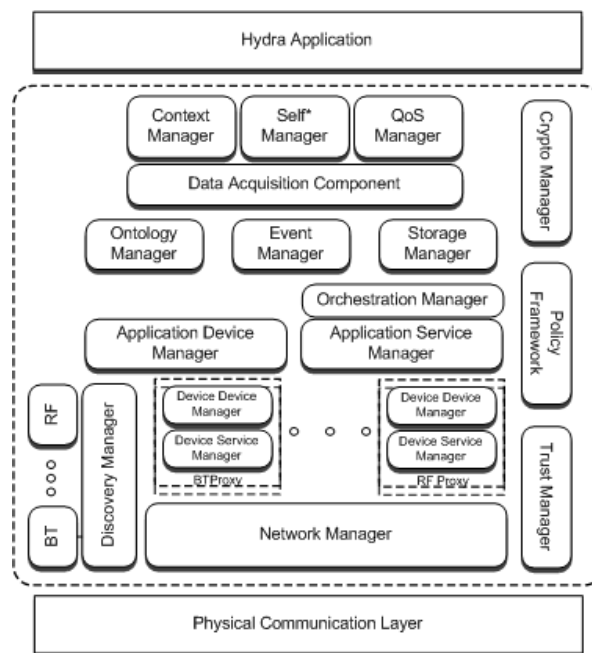 Hydra Application
Context
Manager
Self*
Manager
QoS
Manager
Data Acquisition Component
Crypto Manager
Ontology
Manager
Event
Manager
Storage
Manager
Orchestration Manager
Application Device
Manager
Application Service
Manager
Policy
Framework
RF
BT
Discovery Manager
Device Device
Manager
Device Service
Manager
BTProxy
Device Device
Manager
Device Service
Manager
RF Proxy
Trust Manager
Network Manager
Physical Communication Layer